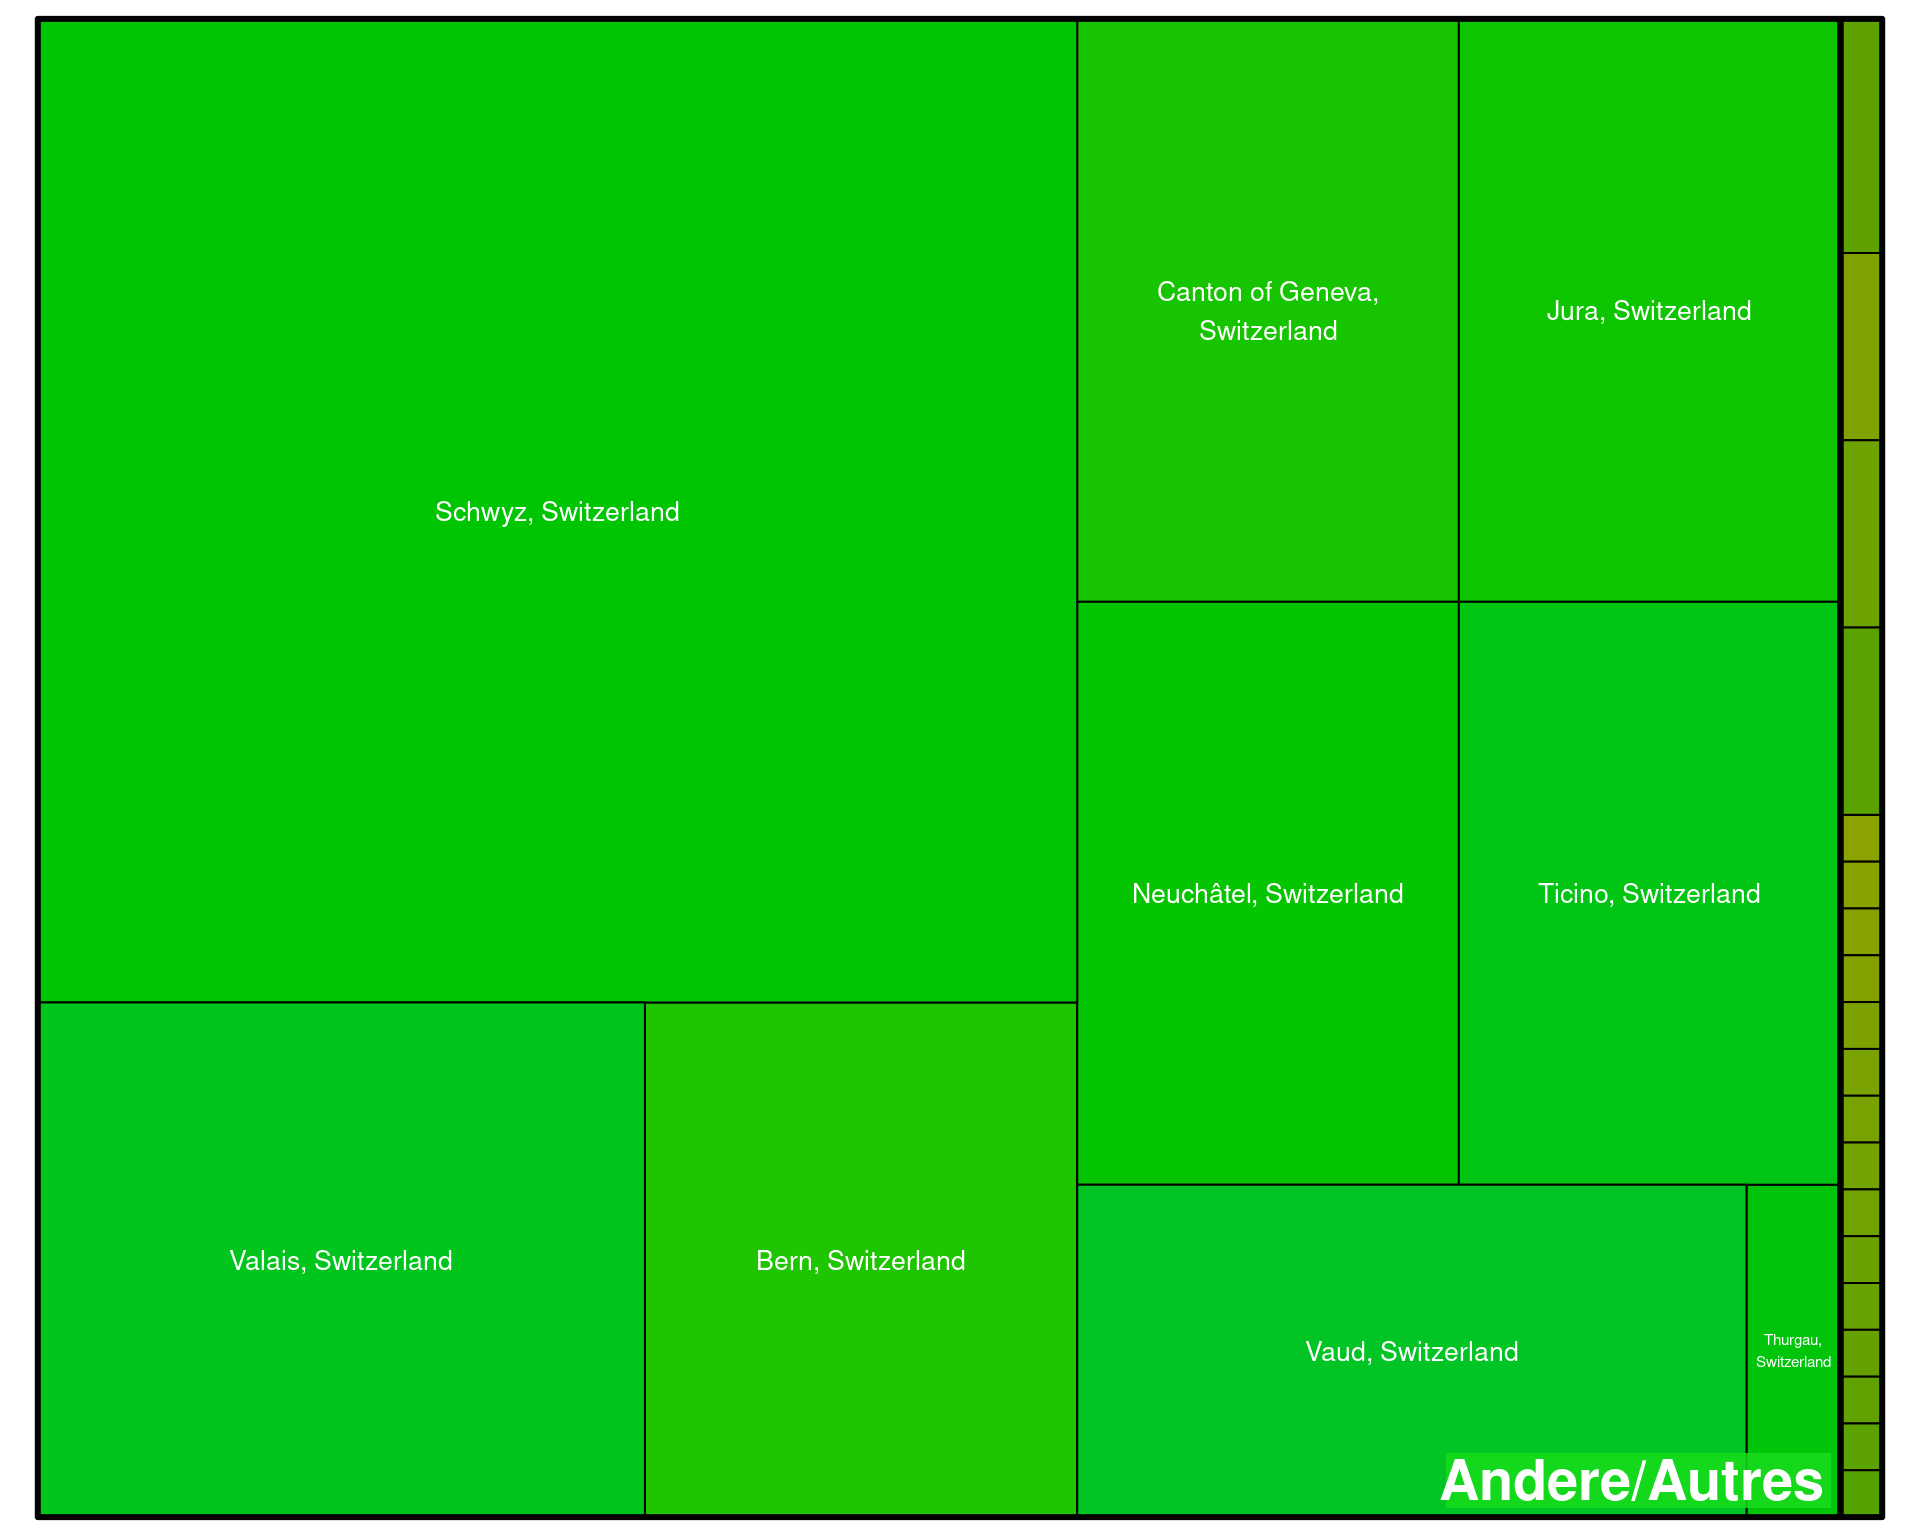 Canton of Geneva,
Switzerland
Jura, Switzerland
Schwyz, Switzerland
Neuchâtel, Switzerland
Ticino, Switzerland
Valais, Switzerland
Bern, Switzerland
Vaud, Switzerland
Thurgau,
Switzerland
Andere/Autres